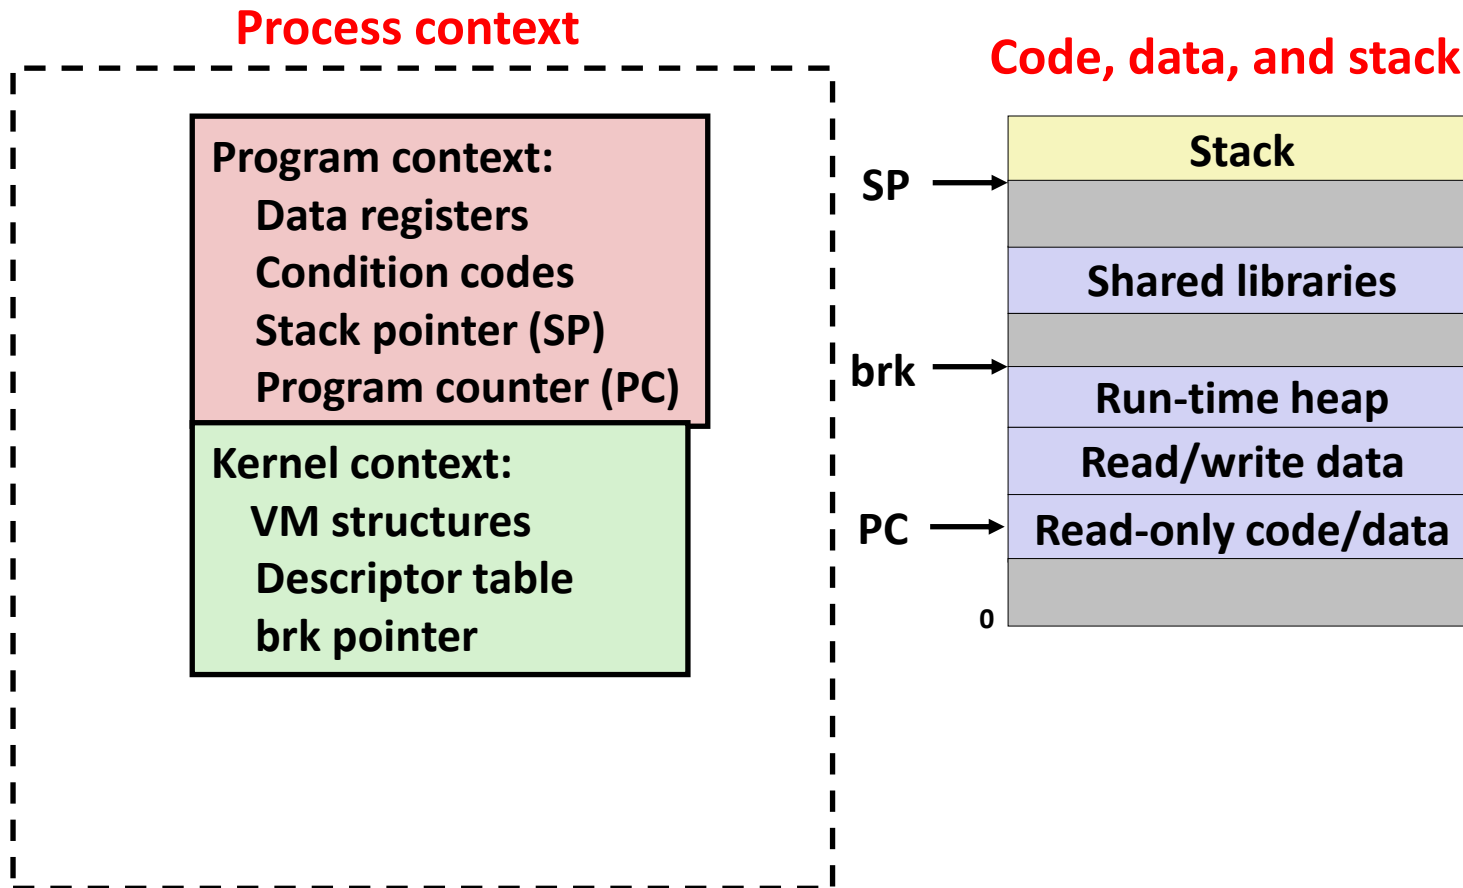 Process context
Program context:
Data registers
Condition codes
Stack pointer (SP)
Program counter (PC)
Kernel context:
VM structures
Descriptor table
brk pointer
Code, data, and stack
Stack
SP
Shared libraries
brk
Run-time heap
Read/write data
PC
Read-only code/data
0